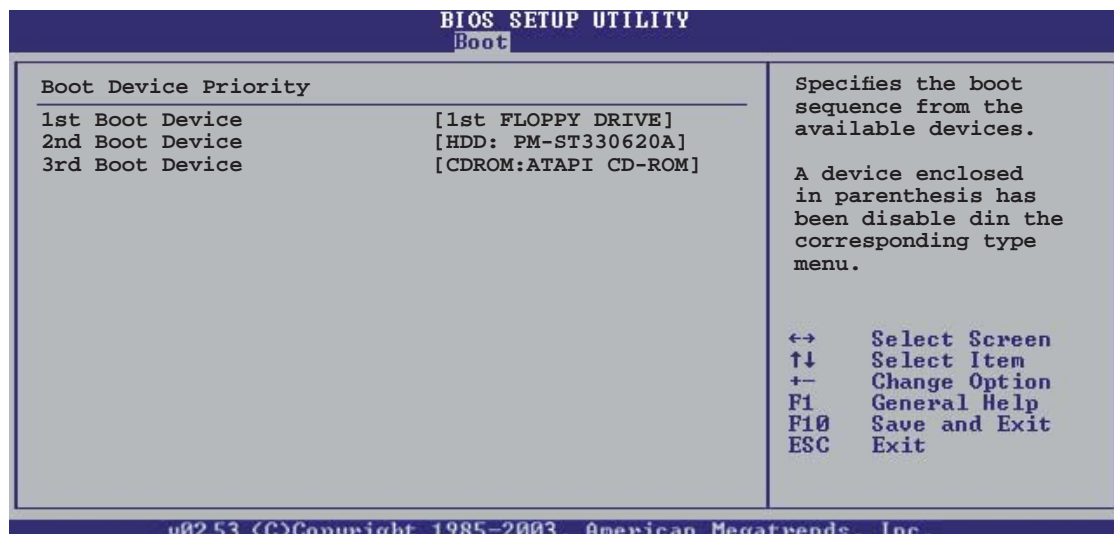 BIOS SETUP UTILITY
Boot
Boot Device Priority
1st Boot Device [1st FLOPPY DRIVE]
2nd Boot Device [HDD: PM-ST330620A]
3rd Boot Device [CDROM:ATAPI CD-ROM]
Specifies the boot
sequence from the
available devices.
A device enclosed
in parenthesis has
been disable din the
corresponding type
menu.
←→ Select Screen
↑↓ Select Item
+- Change Option
F1 General Help
F10 Save and Exit
ESC Exit
v02.53 (C)Copyright 1985-2003, American Megatrends, Inc.